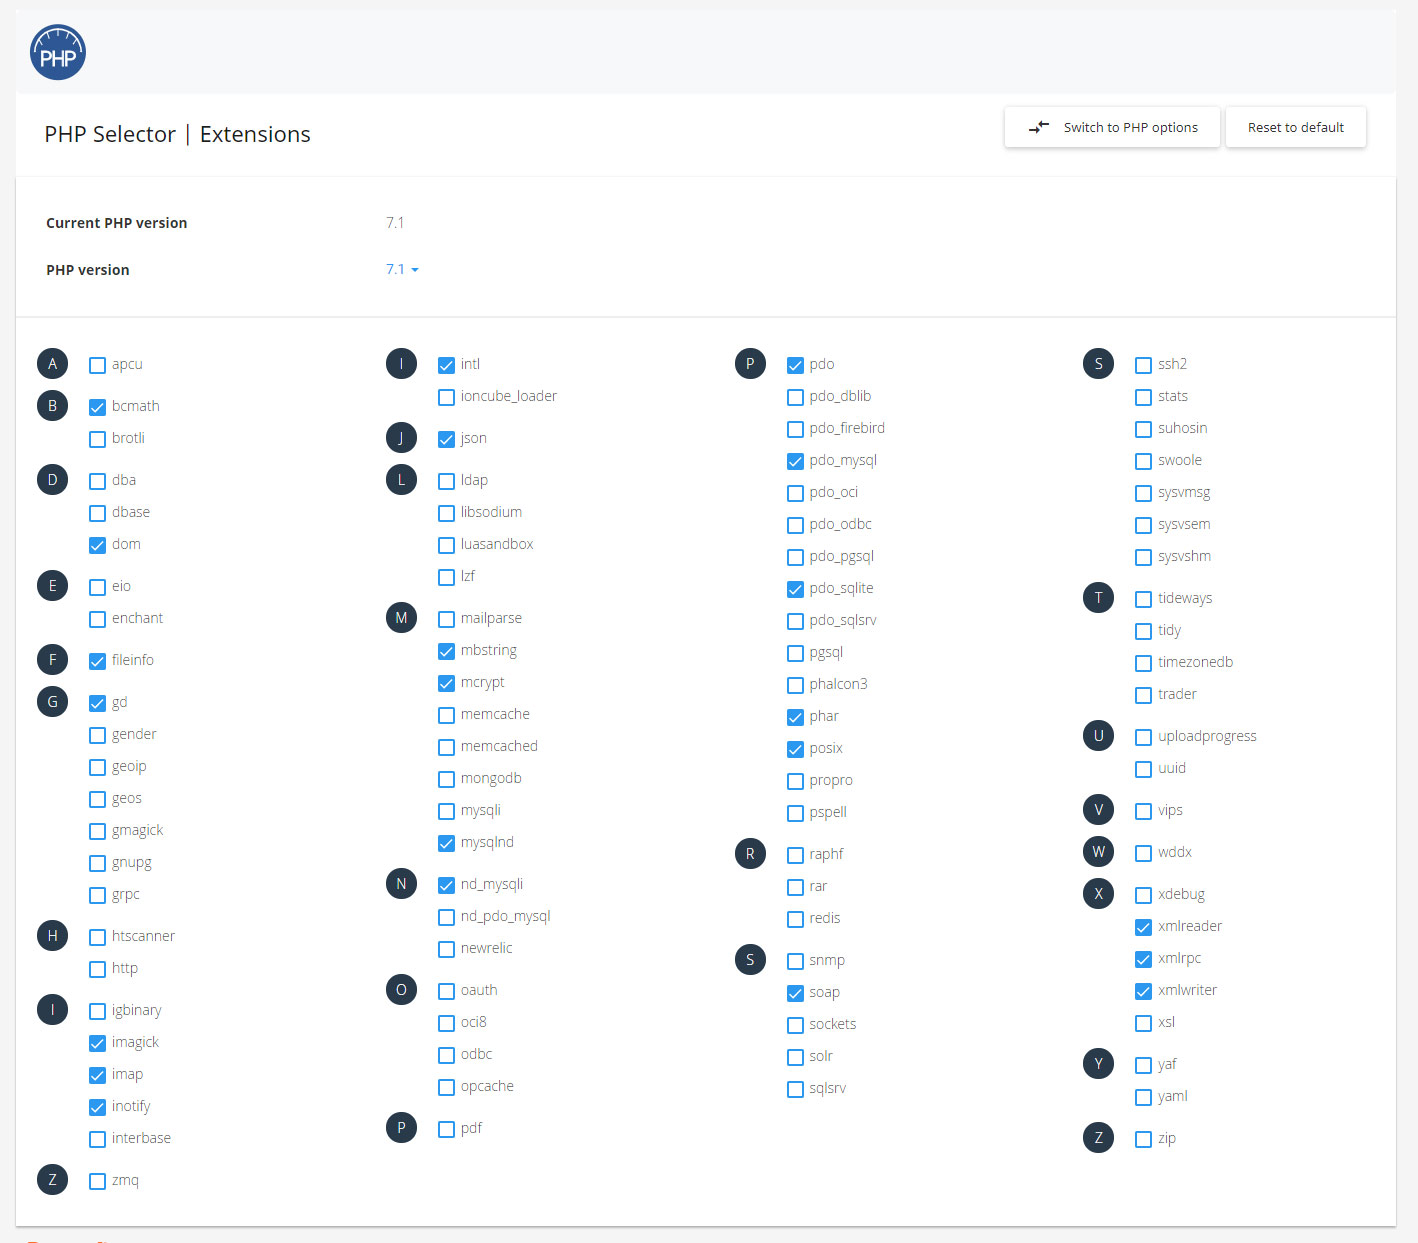 PHP
PHP Selector | Extensions
Switch to PHP options
Reset to default
Current PHP version 7.1
PHP version 7.1
A apcu
B bcmath
brotli
D dba
dbase
dom
E eio
enchant
F fileinfo
G gd
gender
geoip
geos
gmagick
gnupg
grpc
H htscanner
http
I igbinary
imagick
imap
inotify
interbase
Z zmq
I intl
ioncube_loader
J json
L ldap
libsodium
luasandbox
lzf
M mailparse
mbstring
mcrypt
memcache
memcached
mongodb
mysqli
mysqlnd
N nd_mysqli
nd_pdo_mysql
newrelic
O oauth
oci8
odbc
opcache
P pdf
P pdo
pdo_dblib
pdo_firebird
pdo_mysql
pdo_oci
pdo_odbc
pdo_pgsql
pdo_sqlite
pdo_sqlsrv
pgsql
phalcon3
phar
posix
propro
pspell
R raphf
rar
redis
S snmp
soap
sockets
solr
sqlsrv
S ssh2
stats
suhosin
swoole
sysvmsg
sysvsem
sysvshm
T tideways
tidy
timezonedb
trader
U uploadprogress
uuid
V vips
W wddx
X xdebug
xmlreader
xmlrpc
xmlwriter
xsl
Y yaf
yaml
Z zip